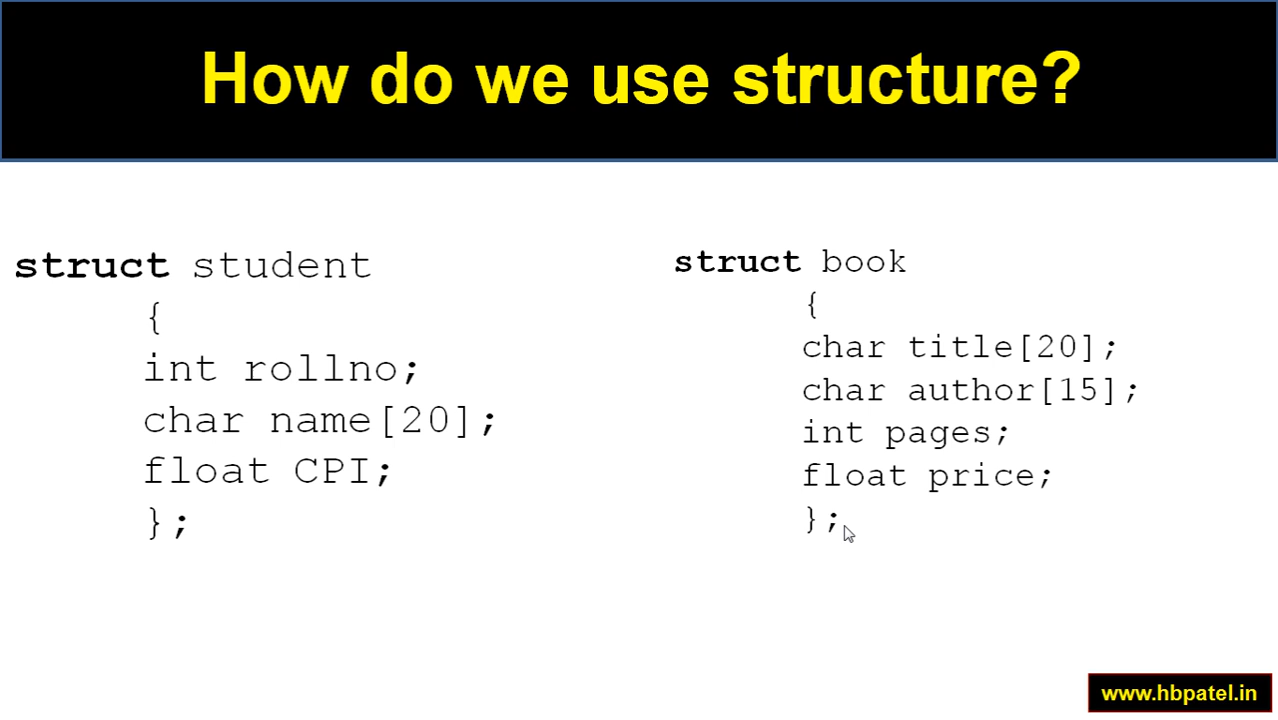 How do we use structure?
struct student
{
int rollno;
char name[20];
float CPI;
};
struct book
{
char title[20];
char author[15];
int pages;
float price;
};
www.hbpatel.in